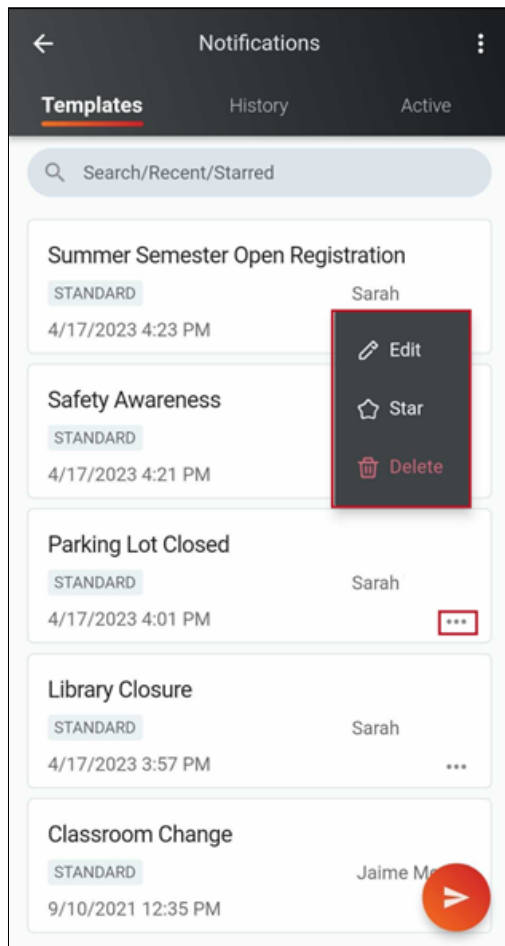 Notifications
Templates History Active
Search/Recent/Starred
Summer Semester Open Registration
STANDARD Sarah
4/17/2023 4:23 PM
Edit
Safety Awareness
Star
STANDARD
Delete
4/17/2023 4:21 PM
Parking Lot Closed
STANDARD Sarah
4/17/2023 4:01 PM
Library Closure
STANDARD Sarah
4/17/2023 3:57 PM
Classroom Change
STANDARD Jaime
9/10/2021 12:35 PM